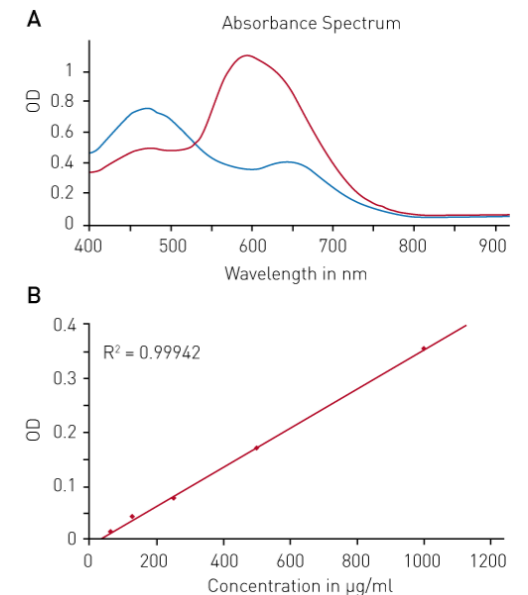 A
Absorbance Spectrum
OD
1
0.8
0.6
0.4
0.2
0
400 500 600 700 800 900
Wavelength in nm
B
R² = 0.99942
OD
0.4
0.3
0.2
0.1
0
0 200 400 600 800 1000 1200
Concentration in µg/ml